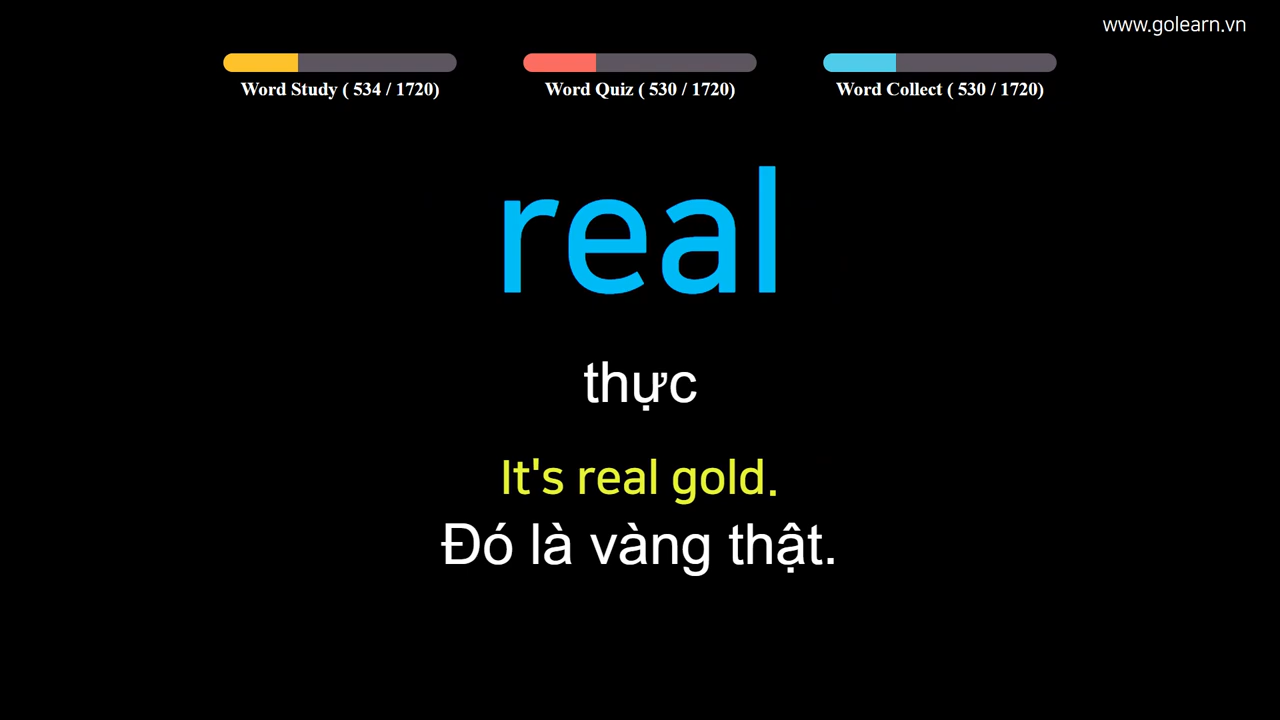 www.golearn.vn
Word Study ( 534 / 1720)
Word Quiz ( 530 / 1720)
Word Collect ( 530 / 1720)
real
thực
It's real gold.
Đó là vàng thật.